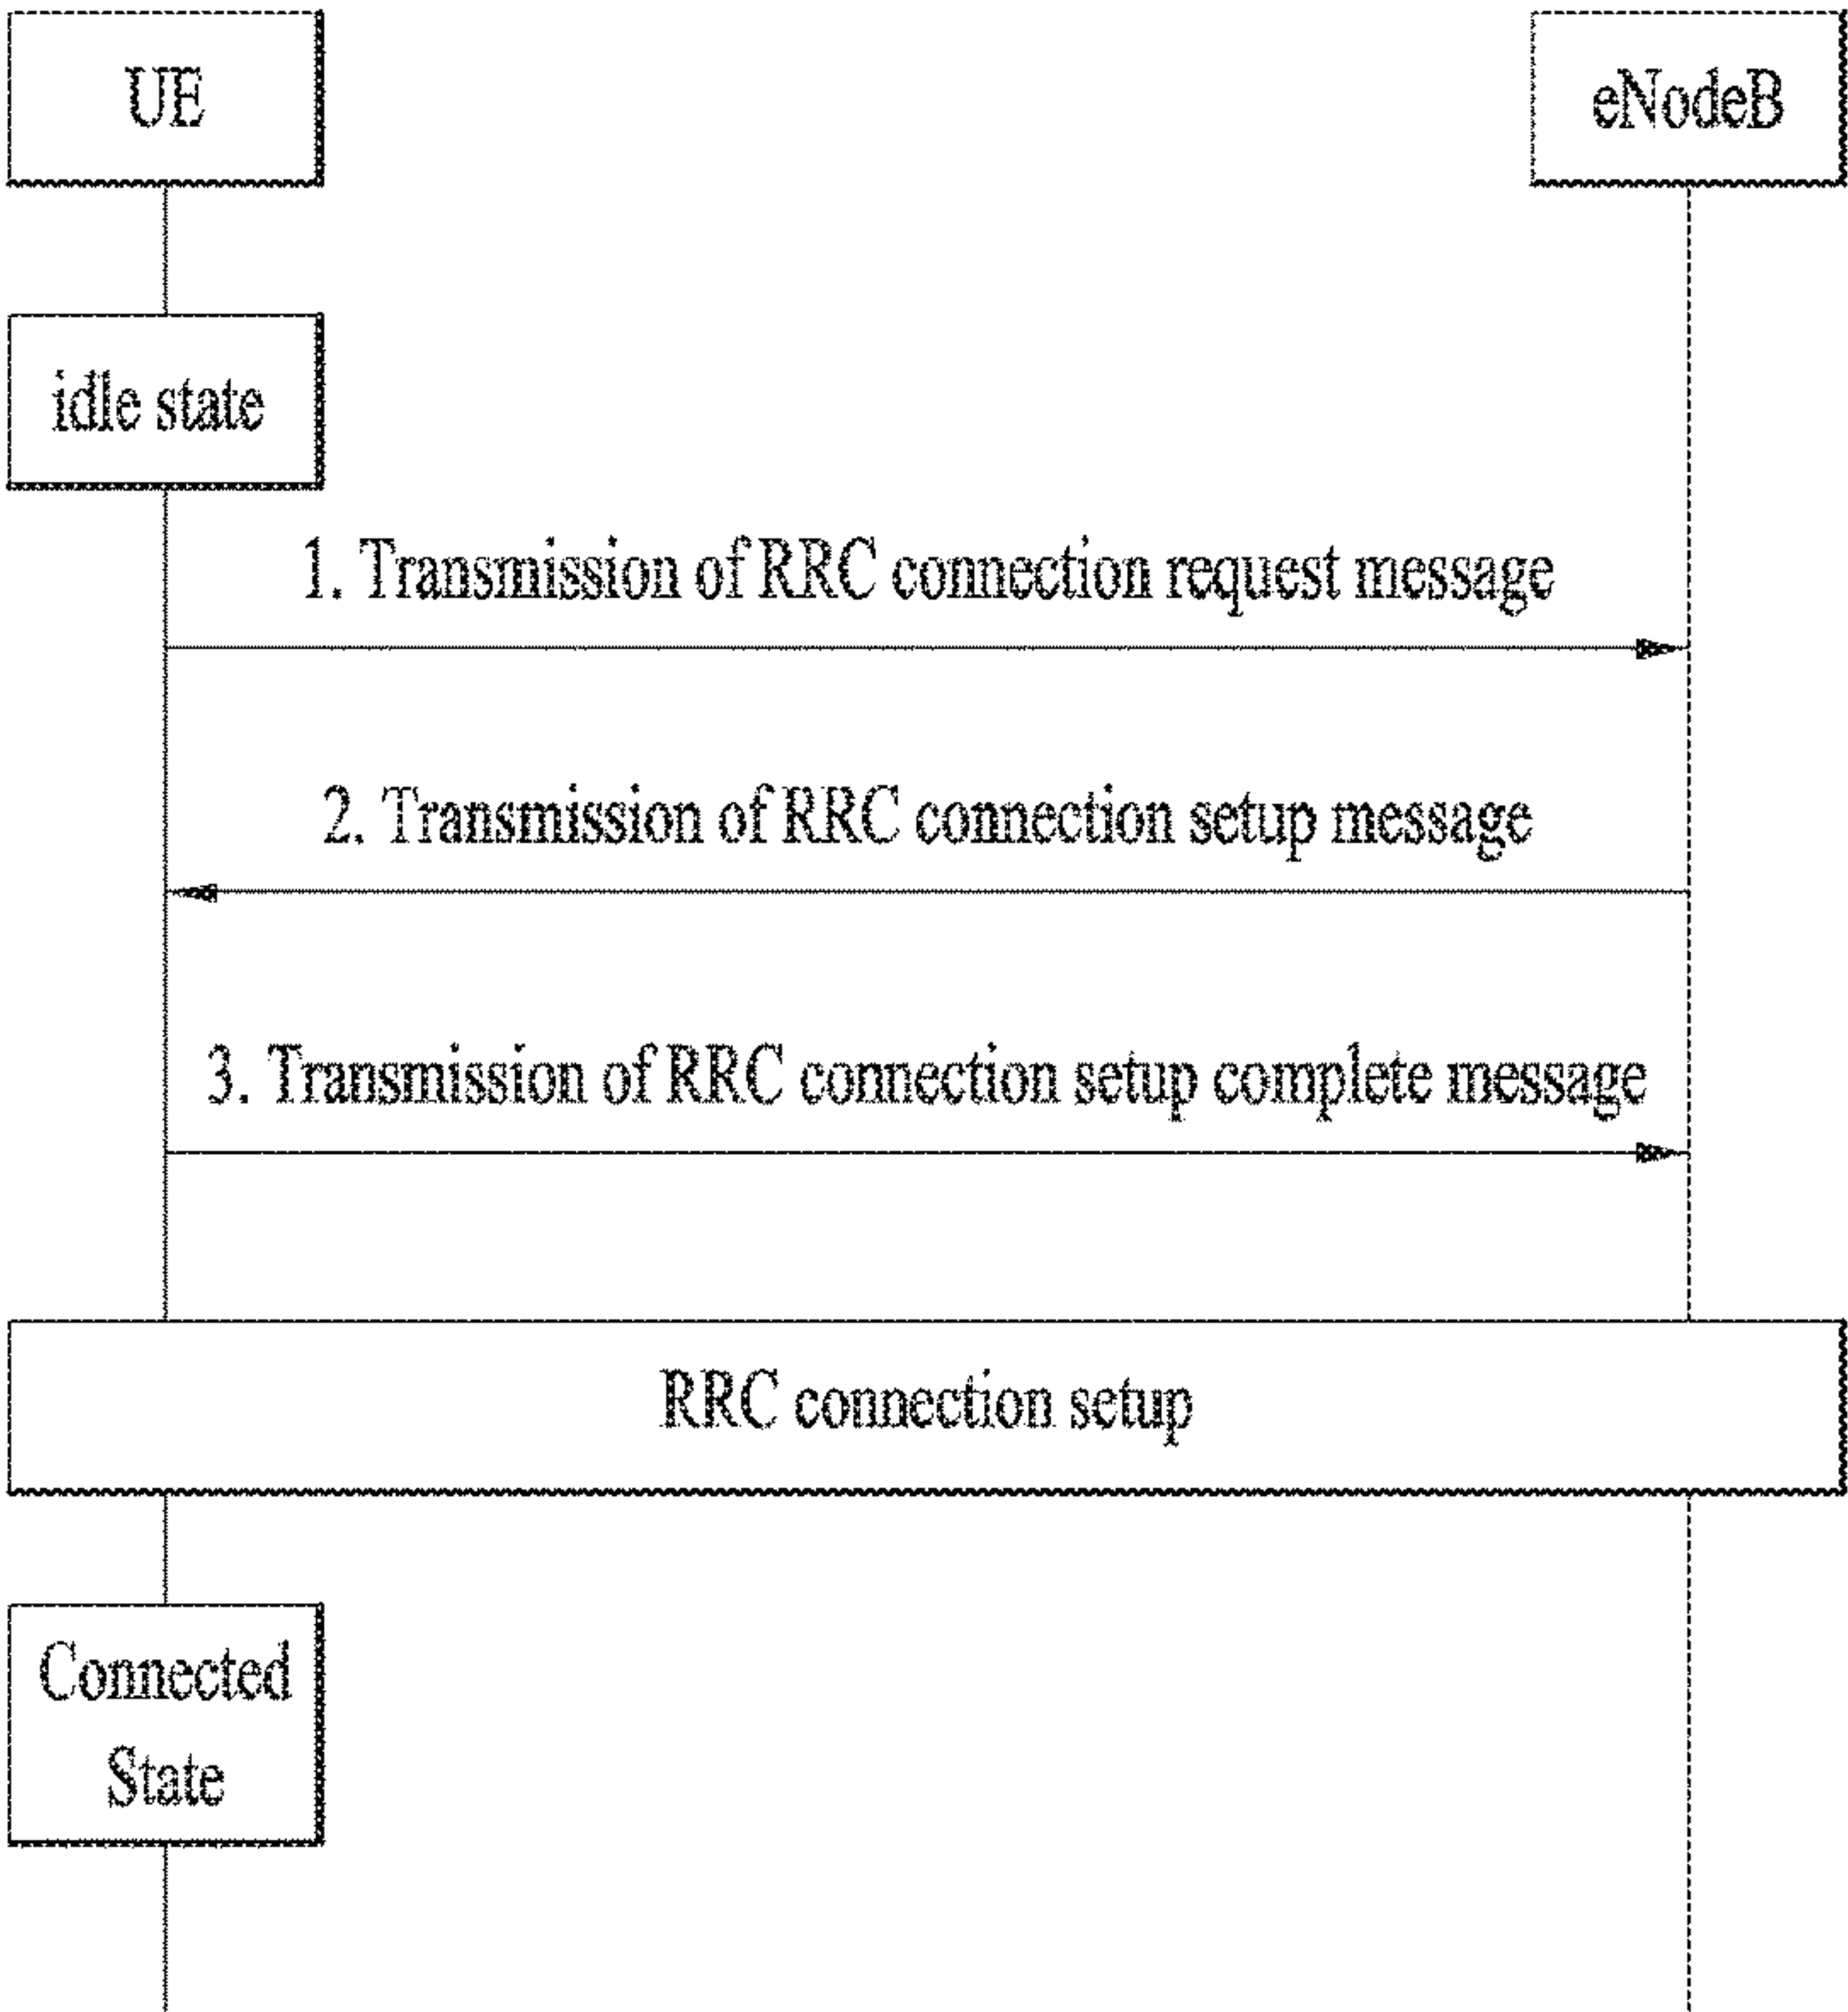 UE
eNodeB
idle state
1. Transmission of RRC connection request message
2. Transmission of RRC connection setup message
3. Transmission of RRC connection setup complete message
RRC connection setup
Connected
State